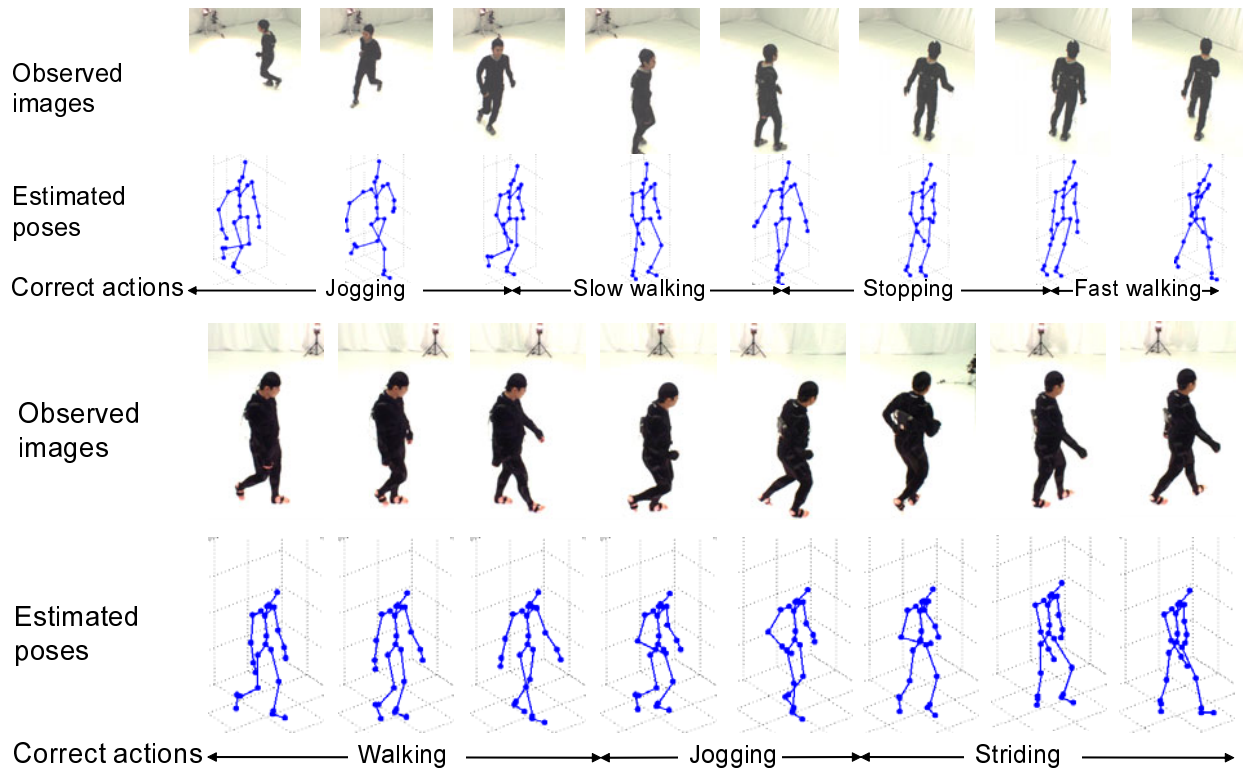 Observed
images
Estimated
poses
Correct actions Jogging Slow walking Stopping Fast walking
Observed
images
Estimated
poses
Correct actions Walking Jogging Striding